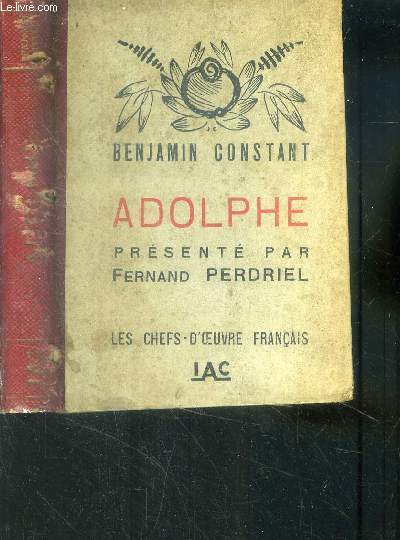 Le-livre.com
BENJAMIN CONSTANT
ADOLPHE
PRÉSENTÉ PAR
FERNAND PERDRIEL
LES CHEFS-D'ŒUVRE FRANÇAIS
IAC